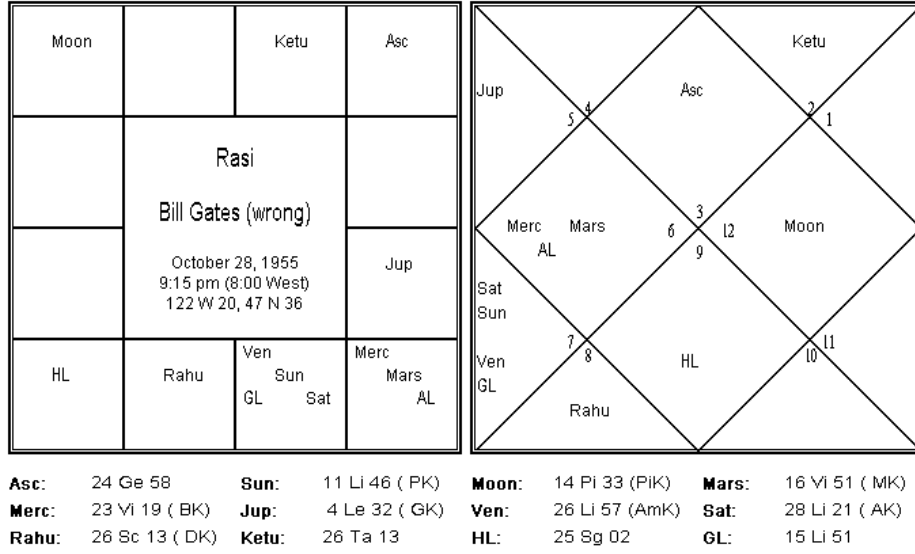 Moon Ketu Asc
Rasi
Bill Gates (wrong)
October 28, 1955
9:15 pm (8:00 West)
122 W 20, 47 N 36
Jup
HL Rahu Ven Sun GL Sat Merc Mars AL
Ketu
Jup Asc
4 2
5 1
3
Merc Mars 6 12 Moon
AL 9
Sat
Sun
7 11
8 10
Ven HL
GL
Rahu
Asc: 24 Ge 58 Sun: 11 Li 46 ( PK) Moon: 14 Pi 33 (PiK) Mars: 16 Vi 51 ( MK)
Merc: 23 Vi 19 ( BK) Jup: 4 Le 32 ( GK) Ven: 26 Li 57 (AmK) Sat: 28 Li 21 ( AK)
Rahu: 26 Sc 13 ( DK) Ketu: 26 Ta 13 HL: 25 Sg 02 GL: 15 Li 51